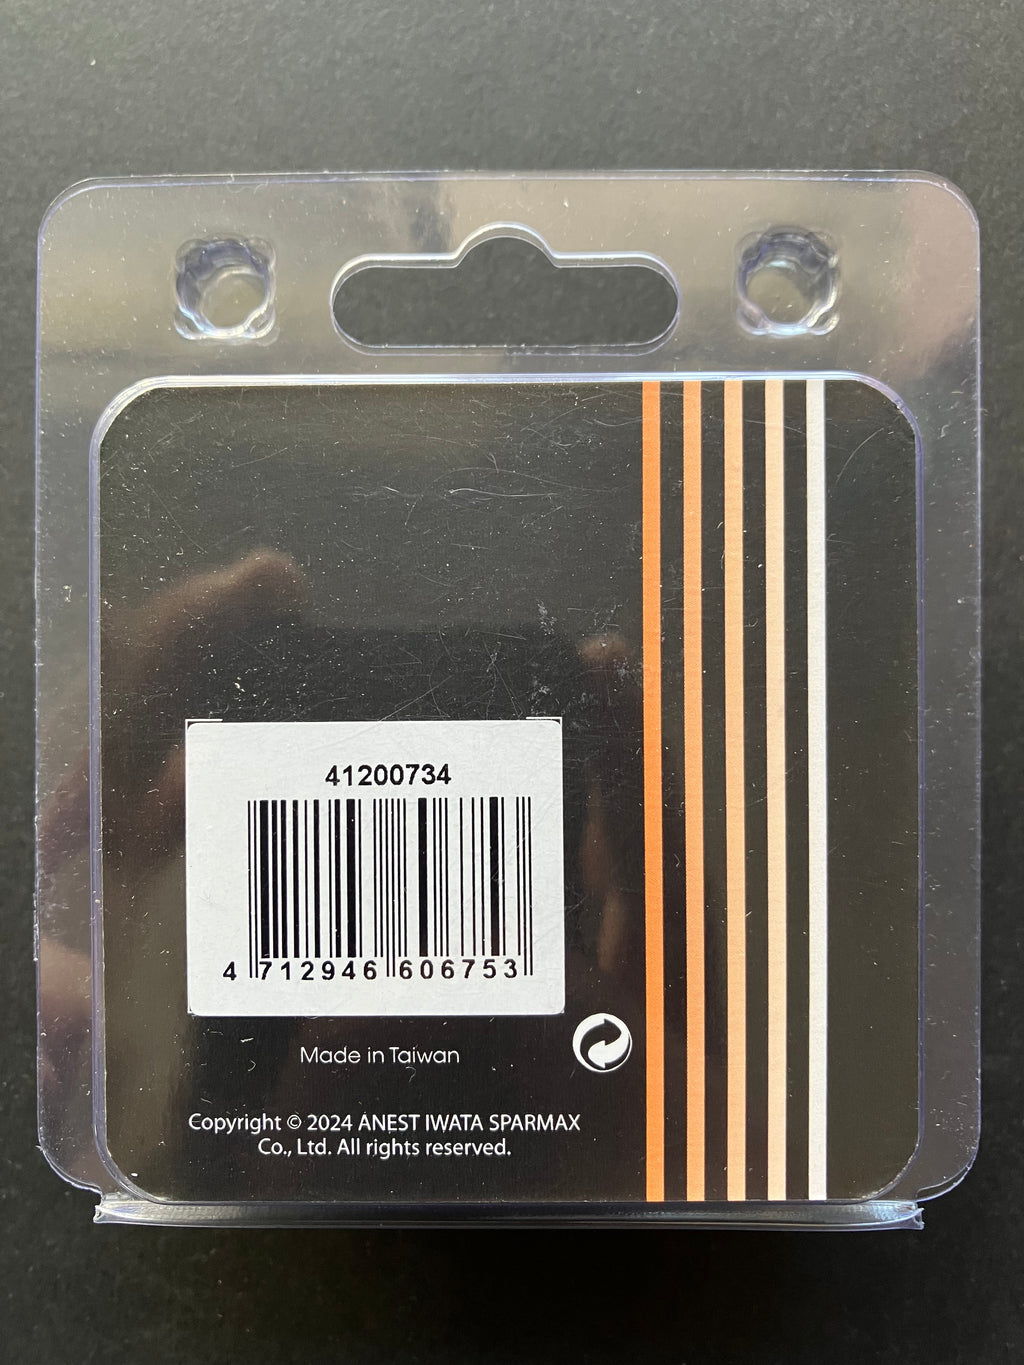 41200734
4 712946 606753
Made in Taiwan
Copyright © 2024 ANEST IWATA SPARMAX
Co., Ltd. All rights reserved.